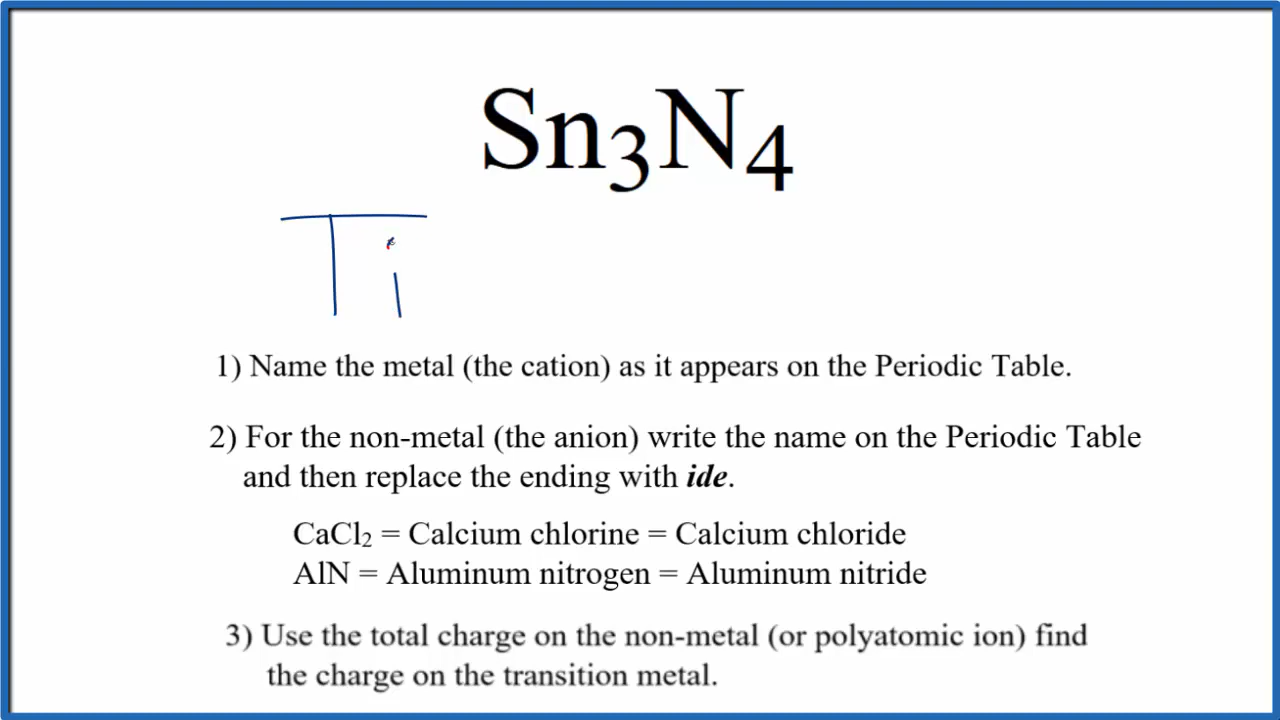 Sn₃N₄
Ti
1) Name the metal (the cation) as it appears on the Periodic Table.
2) For the non-metal (the anion) write the name on the Periodic Table
and then replace the ending with ide.
CaCl₂ = Calcium chlorine = Calcium chloride
AlN = Aluminum nitrogen = Aluminum nitride
3) Use the total charge on the non-metal (or polyatomic ion) find
the charge on the transition metal.